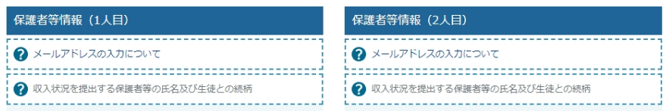 保護者等情報（1人目）
? メールアドレスの入力について
? 収入状況を提出する保護者等の氏名及び生徒との続柄
保護者等情報（2人目）
? メールアドレスの入力について
? 収入状況を提出する保護者等の氏名及び生徒との続柄